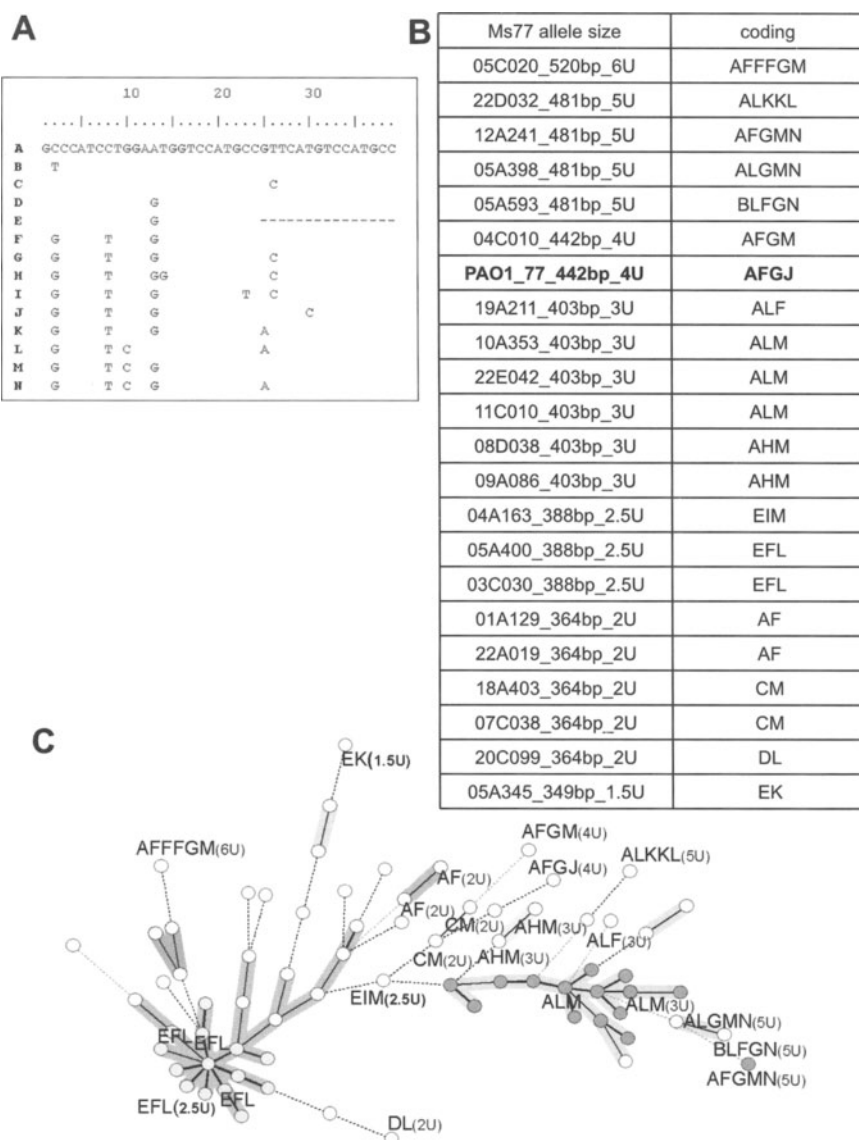 A
10 20 30
A GCCCATCCTGGAATGGTCCATGCCGTTCATGTCCATGCC
B T
C C
D G
E G ---------------
F G T G
G G T G C
H G T GG C
I G T G T C
J G T G C
K G T G A
L G T C A
M G T C G
N G T C G A
B
Ms77 allele size coding
05C020_520bp_6U AFFFGM
22D032_481bp_5U ALKKL
12A241_481bp_5U AFGMN
05A398_481bp_5U ALGMN
05A593_481bp_5U BLFGN
04C010_442bp_4U AFGM
PAO1_77_442bp_4U AFGJ
19A211_403bp_3U ALF
10A353_403bp_3U ALM
22E042_403bp_3U ALM
11C010_403bp_3U ALM
08D038_403bp_3U AHM
09A086_403bp_3U AHM
04A163_388bp_2.5U EIM
05A400_388bp_2.5U EFL
03C030_388bp_2.5U EFL
01A129_364bp_2U AF
22A019_364bp_2U AF
18A403_364bp_2U CM
07C038_364bp_2U CM
20C099_364bp_2U DL
05A345_349bp_1.5U EK
C
EK(1.5U)
AFFFGM(6U)
AFGM(4U)
AFGJ(4U)
ALKKL(5U)
AF(2U)
AF(2U)
CM(2U)
AHM(3U)
ALF(3U)
CM(2U)
AHM(3U)
EIM(2.5U)
ALM
ALM(3U)
ALGMN(5U)
BLFGN(5U)
AFGMN(5U)
EFL
EFL
EFL(2.5U)
EFL
DL(2U)